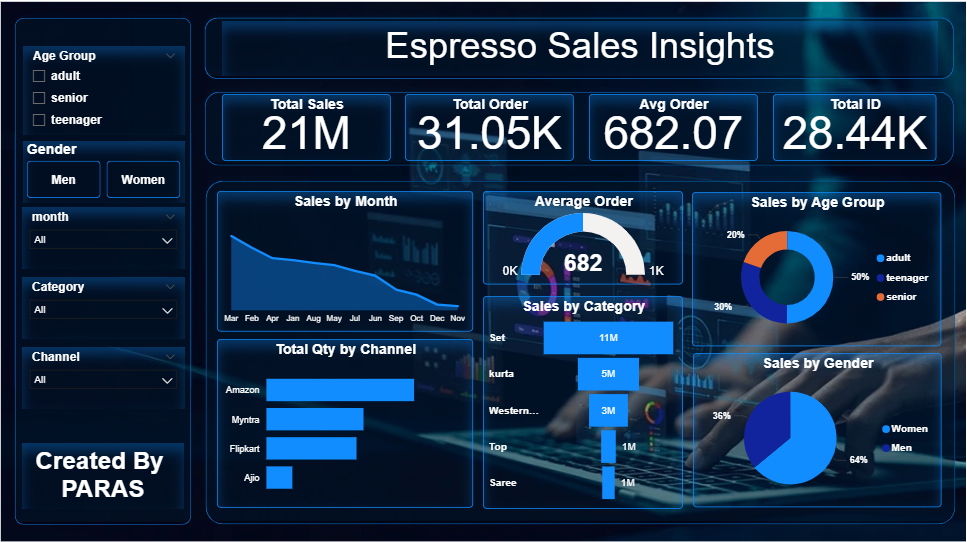 Espresso Sales Insights
Age Group
adult
senior
teenager
Gender
Men
Women
month
All
Category
All
Channel
All
Created By
PARAS
Total Sales
21M
Total Order
31.05K
Avg Order
682.07
Total ID
28.44K
Sales by Month
Mar Feb Apr Jan Aug May Jul Jun Sep Oct Dec Nov
Total Qty by Channel
Amazon
Myntra
Flipkart
Ajio
Average Order
0K
682
1K
Sales by Category
Set 11M
kurta 5M
Western... 3M
Top 1M
Saree 1M
Sales by Age Group
20%
50%
30%
adult
teenager
senior
Sales by Gender
36%
64%
Women
Men